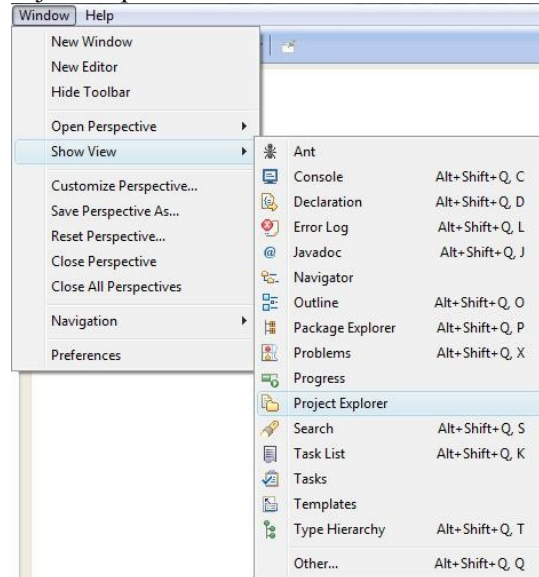 Window Help
New Window
New Editor
Hide Toolbar
Open Perspective
Show View
Customize Perspective...
Save Perspective As...
Reset Perspective...
Close Perspective
Close All Perspectives
Navigation
Preferences
Ant
Console Alt+Shift+Q, C
Declaration Alt+Shift+Q, D
Error Log Alt+Shift+Q, L
Javadoc Alt+Shift+Q, J
Navigator
Outline Alt+Shift+Q, O
Package Explorer Alt+Shift+Q, P
Problems Alt+Shift+Q, X
Progress
Project Explorer
Search Alt+Shift+Q, S
Task List Alt+Shift+Q, K
Tasks
Templates
Type Hierarchy Alt+Shift+Q, T
Other... Alt+Shift+Q, Q